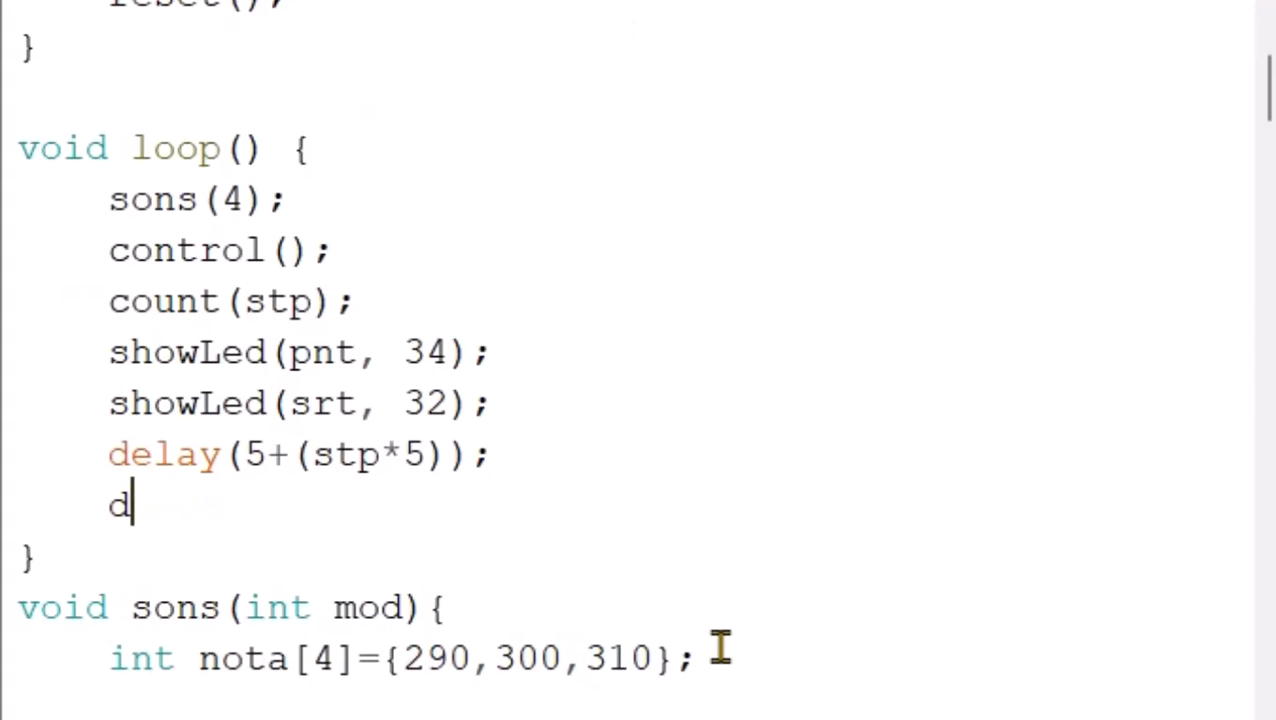 reset();
}
void loop() {
sons(4);
control();
count(stp);
showLed(pnt, 34);
showLed(srt, 32);
delay(5+(stp*5));
d
}
void sons(int mod){
int nota[4]={290,300,310};